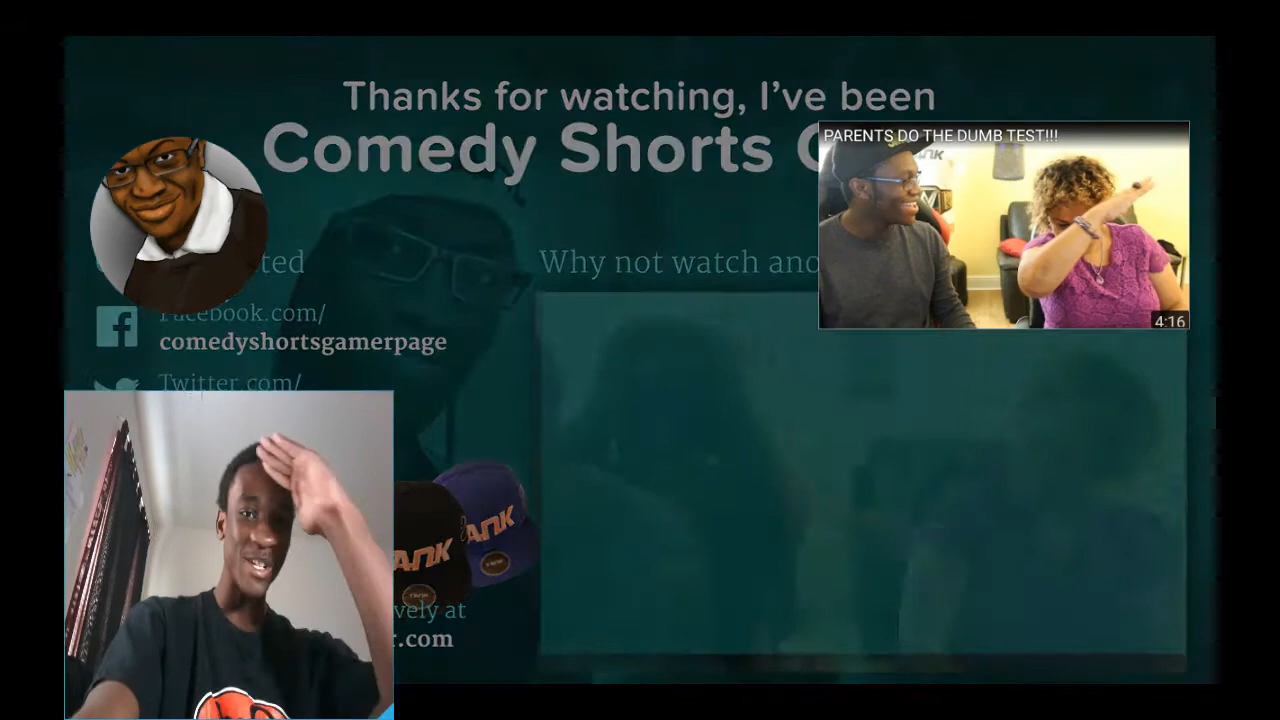 Thanks for watching, I've been
Comedy Shorts
PARENTS DO THE DUMB TEST!!!
Why not watch
Facebook.com/
comedyshortsgamerpage
Twitter.com/
4:16
at